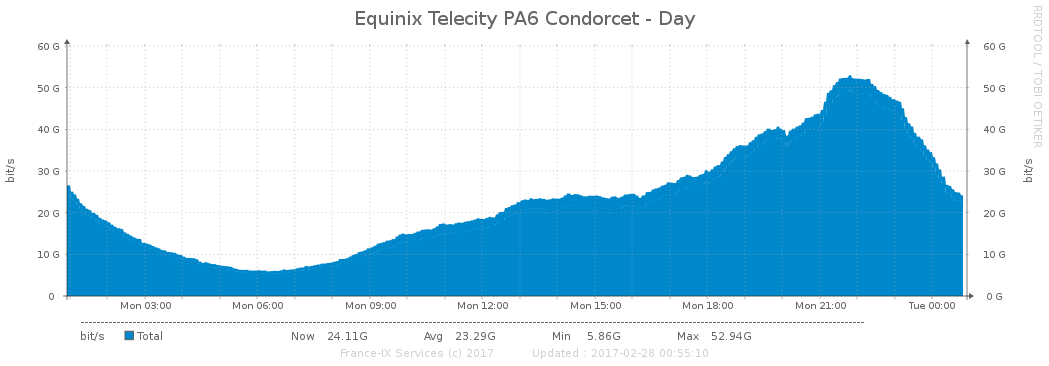 Equinix Telecity PA6 Condorcet - Day
RRDTOOL / TOBI OETIKER
bit/s
60 G
50 G
40 G
30 G
20 G
10 G
0
60 G
50 G
40 G
30 G
20 G
10 G
0 G
bit/s
Mon 03:00 Mon 06:00 Mon 09:00 Mon 12:00 Mon 15:00 Mon 18:00 Mon 21:00 Tue 00:00
bit/s Total Now 24.11G Avg 23.29G Min 5.86G Max 52.94G
France-IX Services (c) 2017 Updated : 2017-02-28 00:55:10